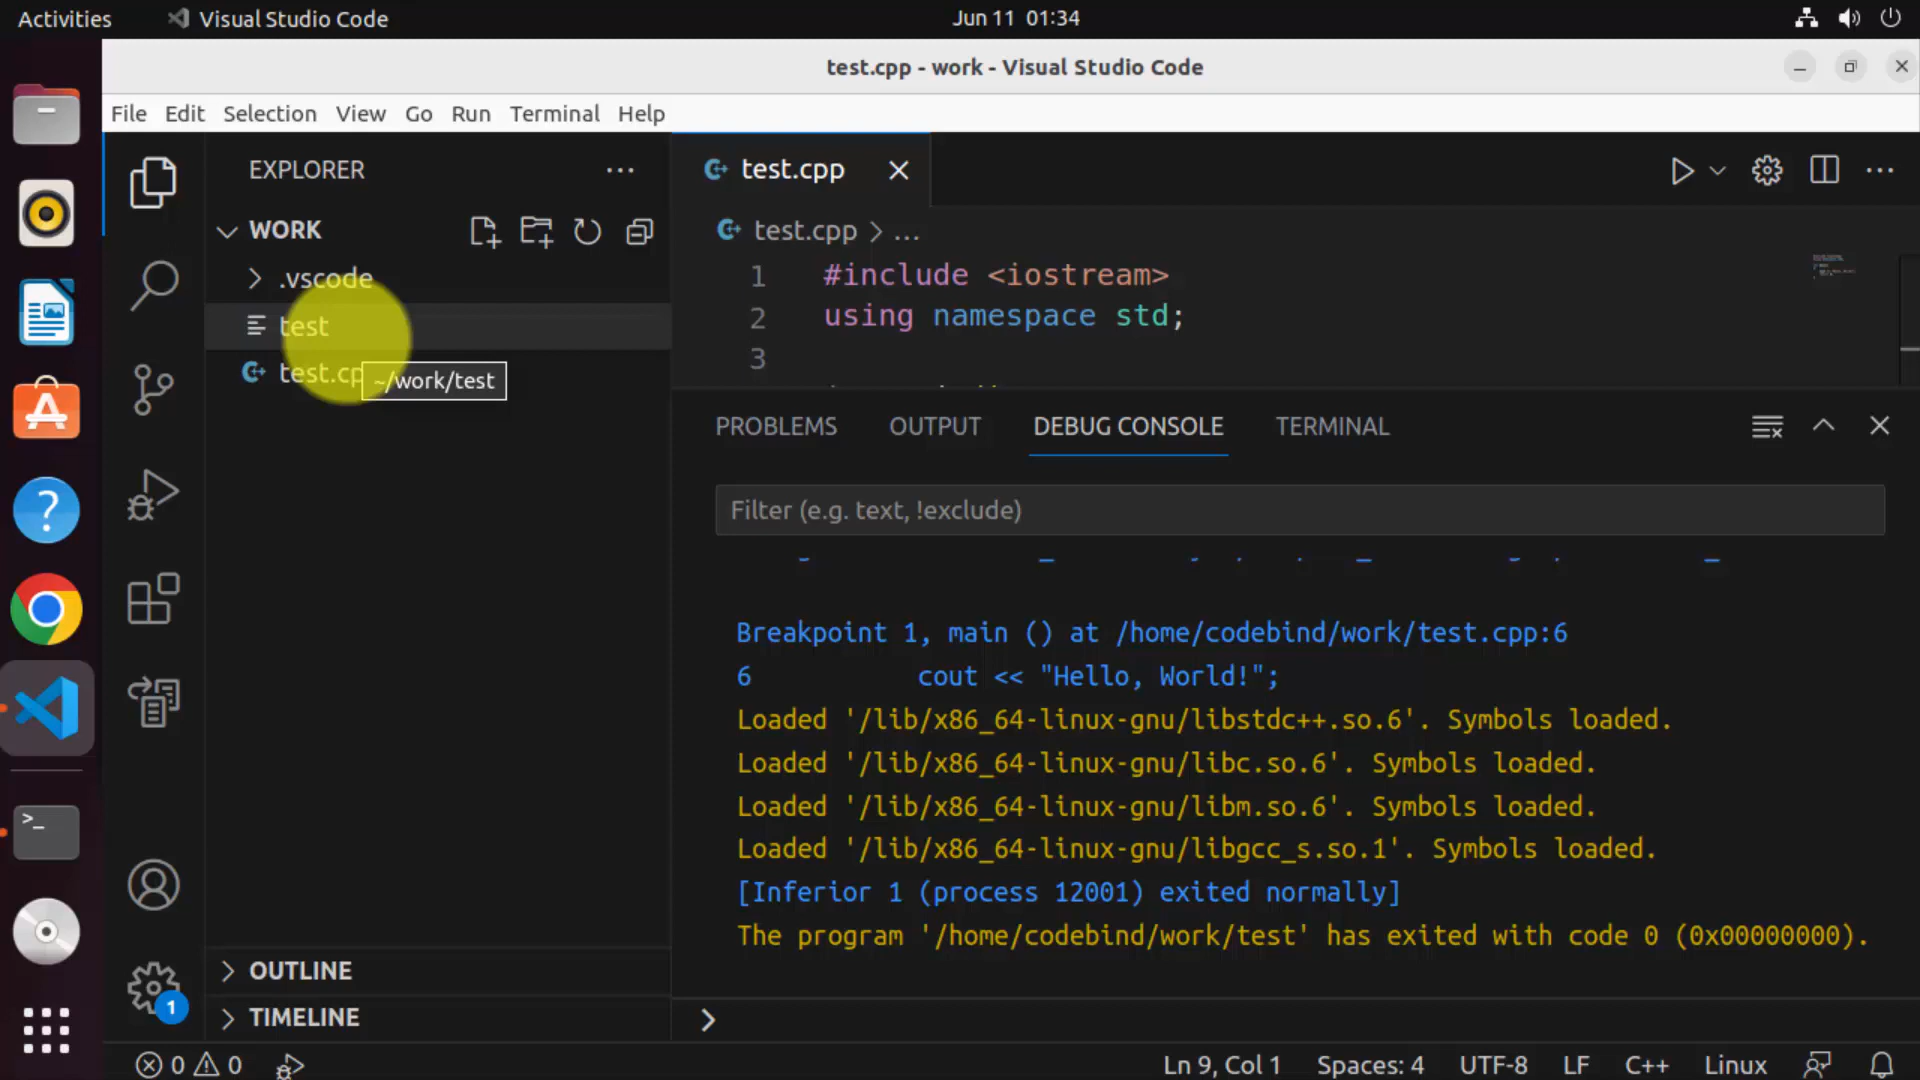 Activities
Visual Studio Code
Jun 11 01:34
test.cpp - work - Visual Studio Code
File Edit Selection View Go Run Terminal Help
EXPLORER
WORK
.vscode
test
test.cp
~/work/test
OUTLINE
TIMELINE
test.cpp
test.cpp > ...
1 #include <iostream>
2 using namespace std;
3
PROBLEMS OUTPUT DEBUG CONSOLE TERMINAL
Filter (e.g. text, !exclude)
Breakpoint 1, main () at /home/codebind/work/test.cpp:6
6 cout << "Hello, World!";
Loaded '/lib/x86_64-linux-gnu/libstdc++.so.6'. Symbols loaded.
Loaded '/lib/x86_64-linux-gnu/libc.so.6'. Symbols loaded.
Loaded '/lib/x86_64-linux-gnu/libm.so.6'. Symbols loaded.
Loaded '/lib/x86_64-linux-gnu/libgcc_s.so.1'. Symbols loaded.
[Inferior 1 (process 12001) exited normally]
The program '/home/codebind/work/test' has exited with code 0 (0x00000000).
1
0 0
Ln 9, Col 1 Spaces: 4 UTF-8 LF C++ Linux